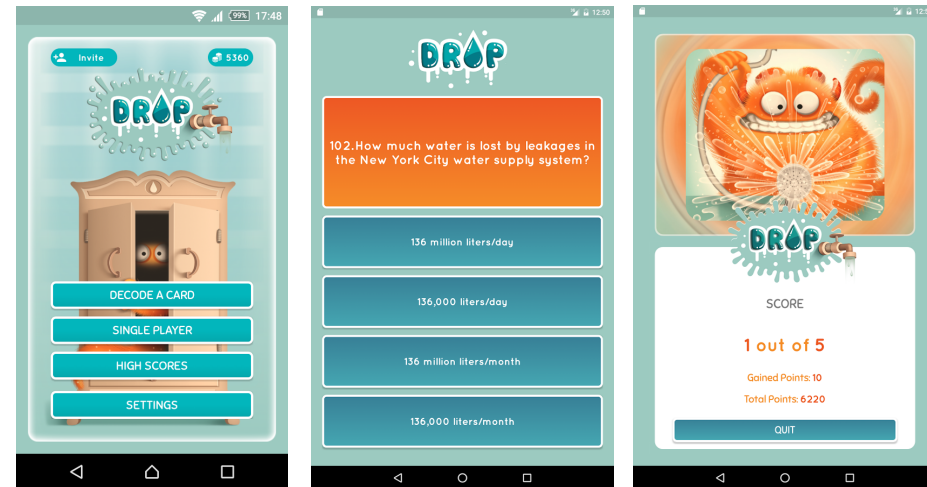 99% 17:48
Invite
5360
DROP
DECODE A CARD
SINGLE PLAYER
HIGH SCORES
SETTINGS
12:50
DROP
102.How much water is lost by leakages in
the New York City water supply system?
136 million liters/day
136,000 liters/day
136 million liters/month
136,000 liters/month
DROP
SCORE
1 out of 5
Gained Points: 10
Total Points: 6220
QUIT